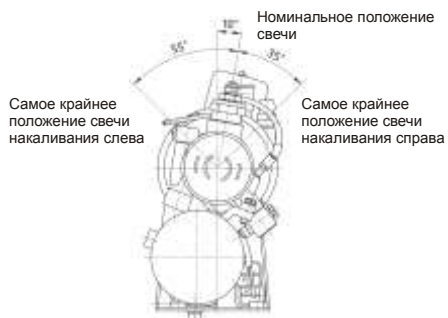 10°
Номинальное положение
свечи
55°
35°
Самое крайнее
положение свечи
накаливания слева
Самое крайнее
положение свечи
накаливания справа